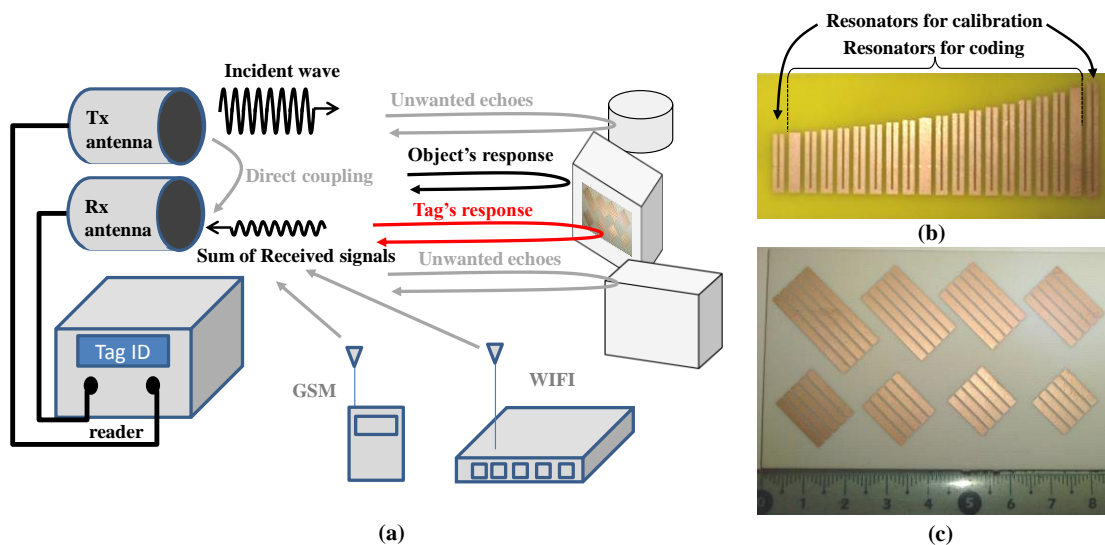 Incident wave
Tx
antenna
Unwanted echoes
Object's response
Direct coupling
Rx
antenna
Tag's response
Sum of Received signals
Unwanted echoes
Tag ID
reader
GSM
WIFI
(a)
Resonators for calibration
Resonators for coding
(b)
1 2 3 4 5 6 7 8
(c)